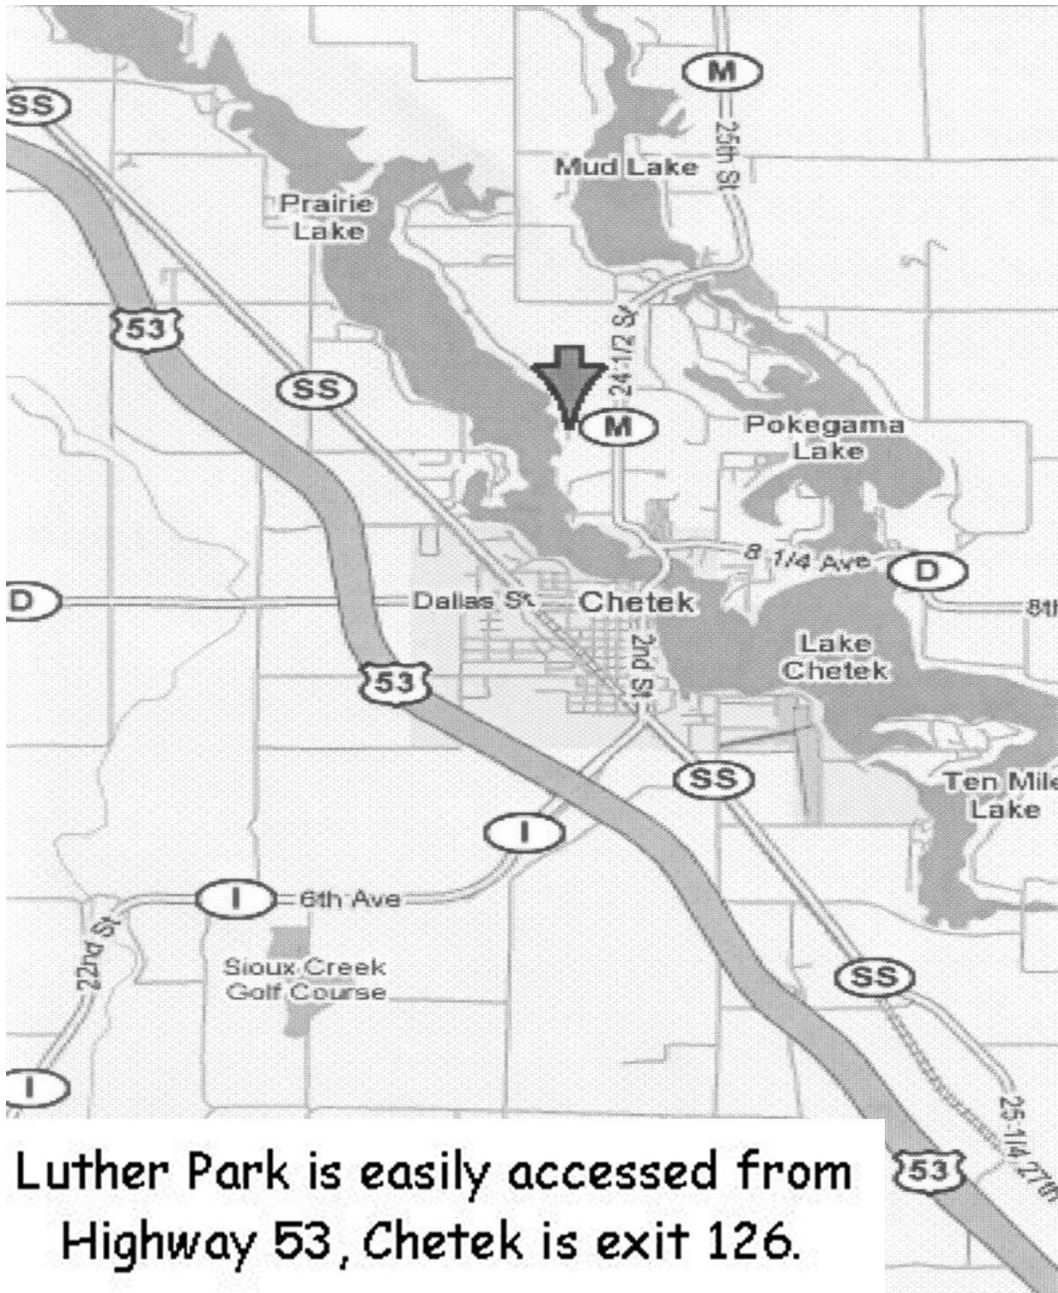 M
SS
25th St
Mud Lake
Prairie
Lake
53
24 1/2 St
SS
M
Pokegama
Lake
8 1/4 Ave
D
D
Dallas St
Chetek
8th
2nd St
Lake
Chetek
53
SS
Ten Mile
Lake
I
I
6th Ave
22nd St
Sioux Creek
Golf Course
SS
I
25 1/4
27th
53
Luther Park is easily accessed from
Highway 53, Chetek is exit 126.